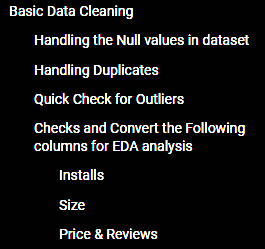 Basic Data Cleaning
Handling the Null values in dataset
Handling Duplicates
Quick Check for Outliers
Checks and Convert the Following
columns for EDA analysis
Installs
Size
Price & Reviews